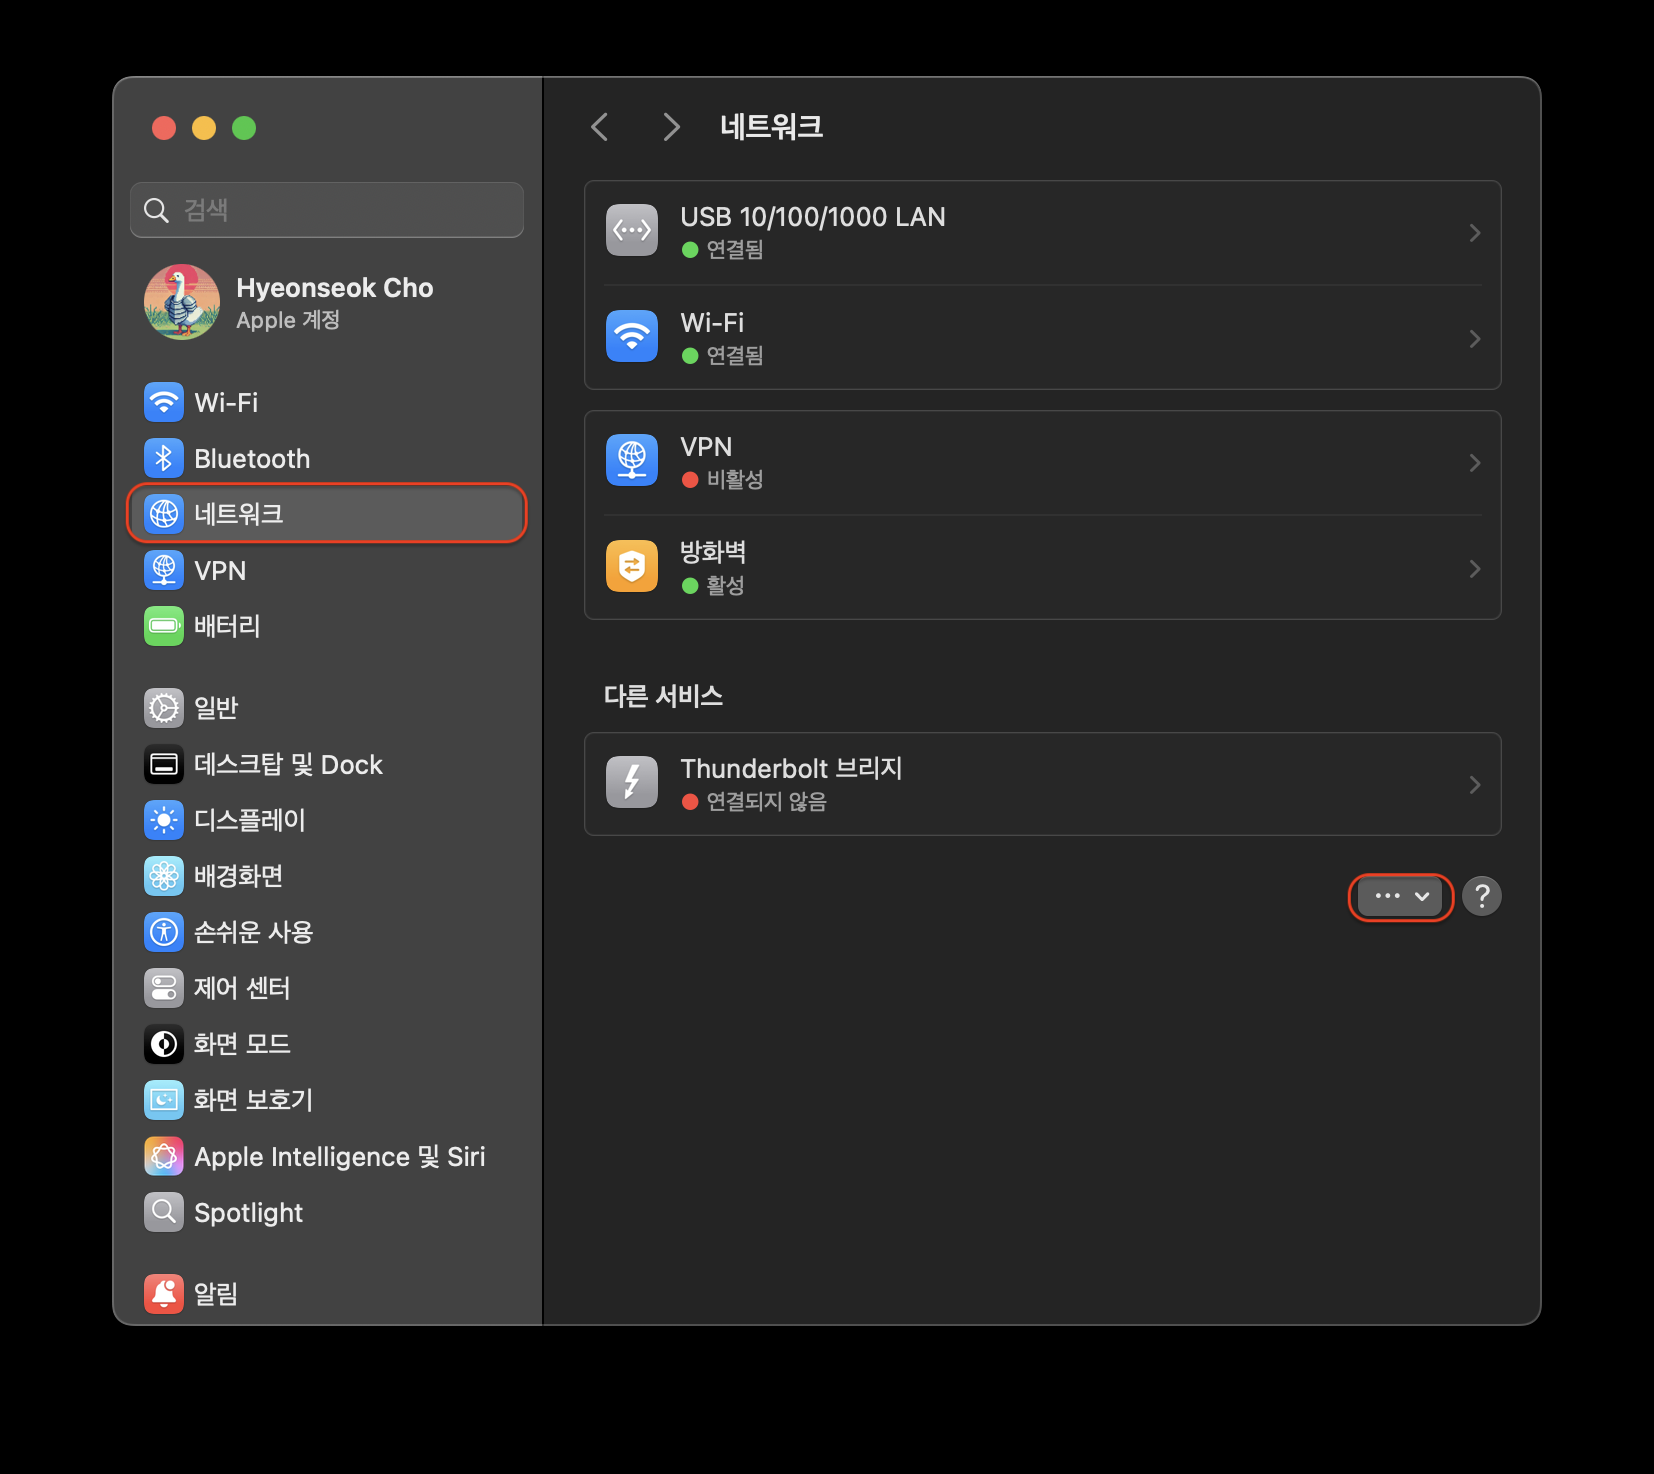 검색
Hyeonseok Cho
Apple 계정
Wi-Fi
Bluetooth
네트워크
VPN
배터리
일반
데스크탑 및 Dock
디스플레이
배경화면
손쉬운 사용
제어 센터
화면 모드
화면 보호기
Apple Intelligence 및 Siri
Spotlight
알림
네트워크
USB 10/100/1000 LAN
연결됨
Wi-Fi
연결됨
VPN
비활성
방화벽
활성
다른 서비스
Thunderbolt 브리지
연결되지 않음
?